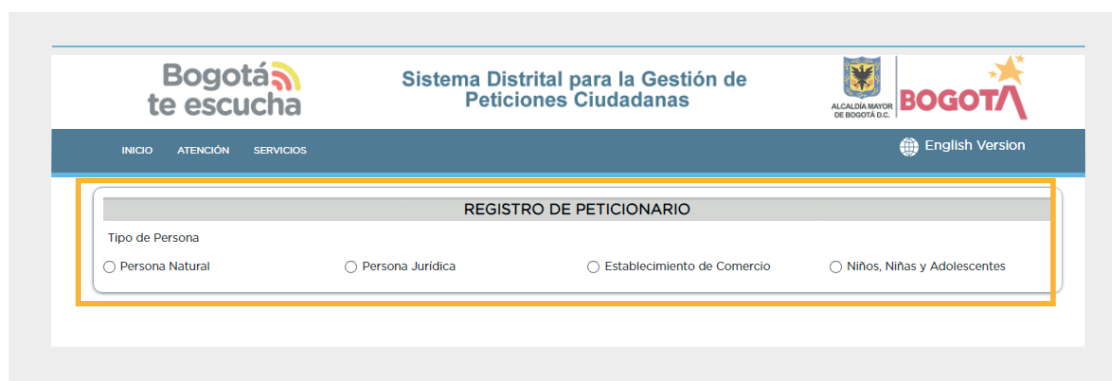 Bogotá
te escucha
Sistema Distrital para la Gestión de
Peticiones Ciudadanas
ALCALDÍA MAYOR
DE BOGOTÁ D.C.
BOGOTÁ
INICIO ATENCIÓN SERVICIOS
English Version
REGISTRO DE PETICIONARIO
Tipo de Persona
Persona Natural Persona Jurídica Establecimiento de Comercio Niños, Niñas y Adolescentes